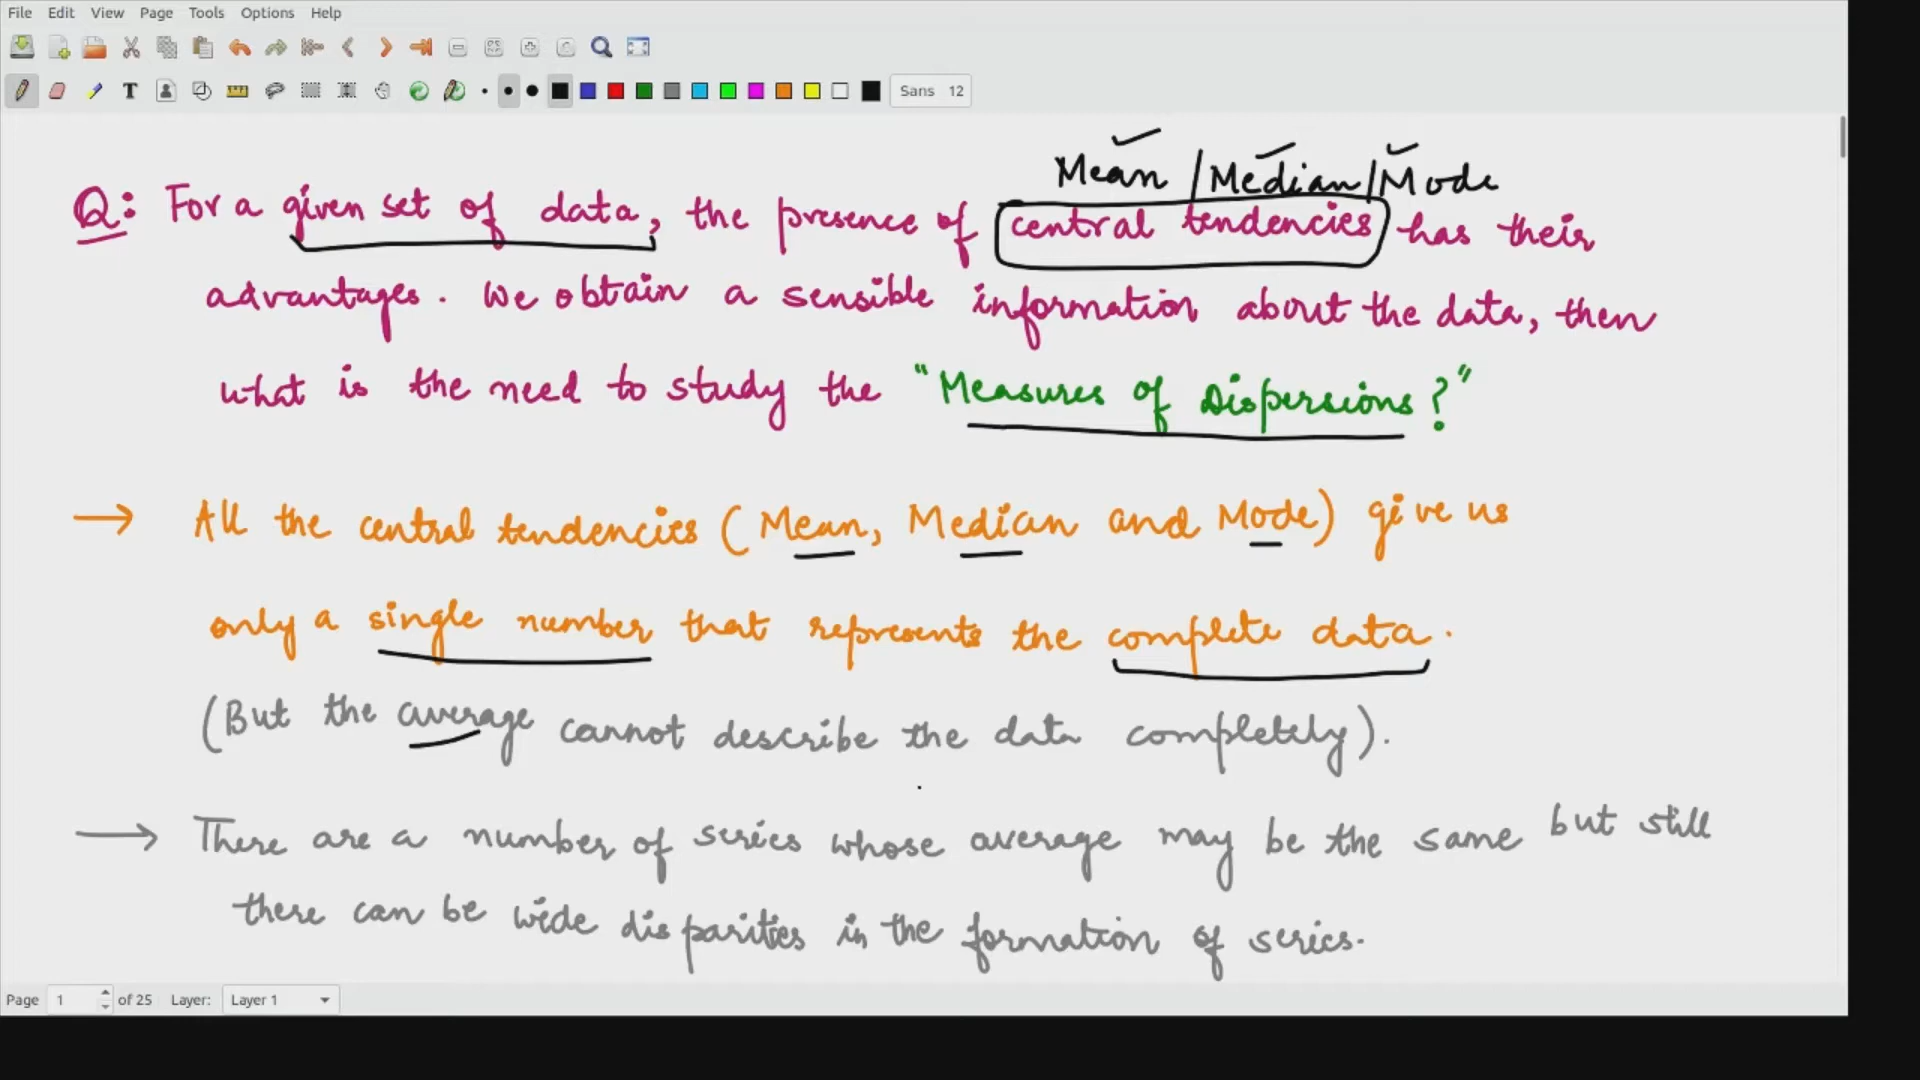 File Edit View Page Tools Options Help
T Sans 12
Mean / Median / Mode
Q: For a given set of data, the presence of central tendencies has their
advantages. We obtain a sensible information about the data, then
what is the need to study the "Measures of Dispersions?"
→ All the central tendencies (Mean, Median and Mode) give us
only a single number that represents the complete data.
(But the average cannot describe the data completely).
→ There are a number of series whose average may be the same but still
there can be wide disparities in the formation of series.
Page 1 of 25 Layer: Layer 1